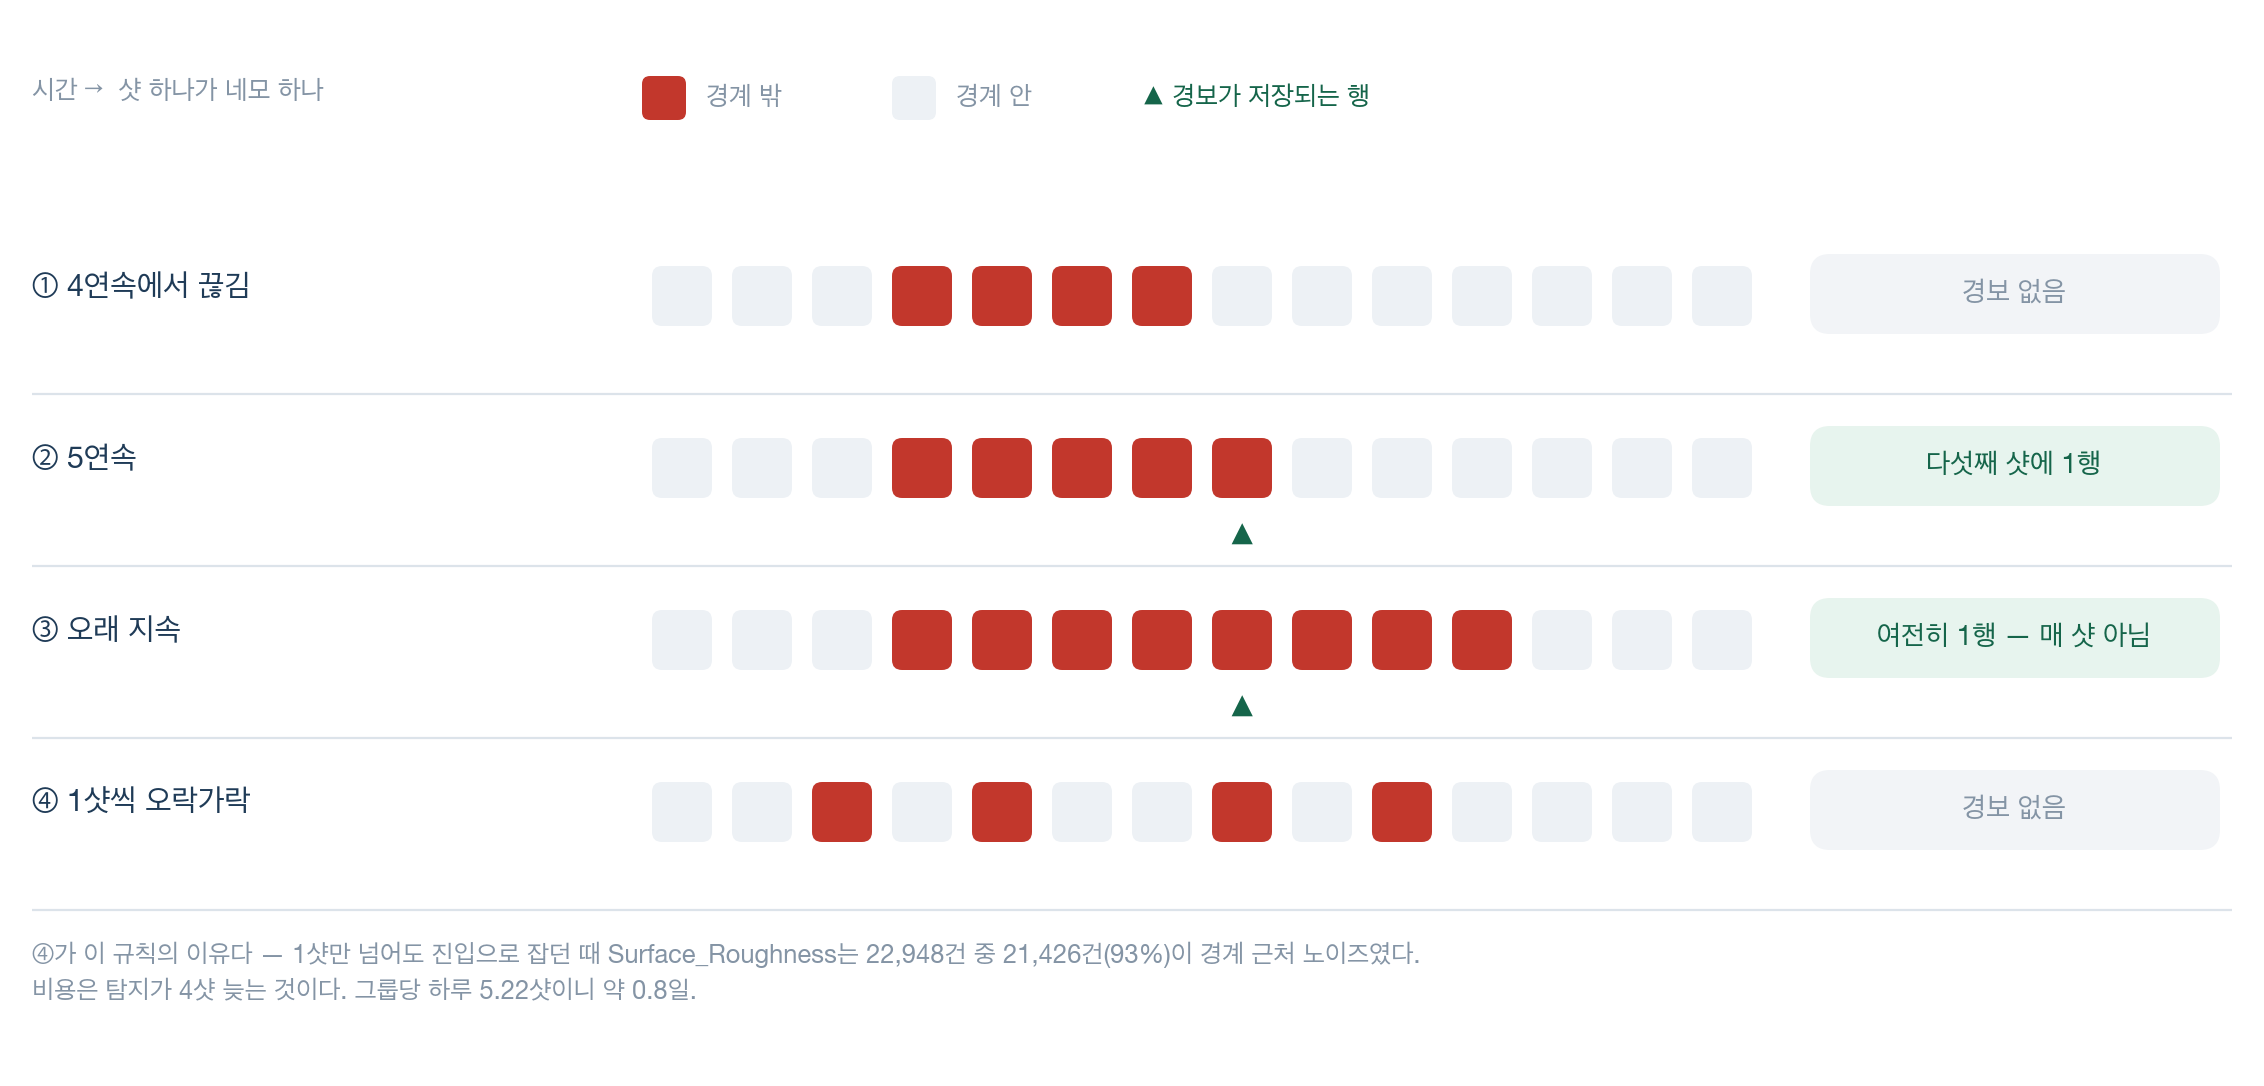 시간 → 샷 하나가 네모 하나
경계 밖
경계 안
▲ 경보가 저장되는 행
① 4연속에서 끊김
경보 없음
② 5연속
다섯째 샷에 1행
▲
③ 오래 지속
여전히 1행 — 매 샷 아님
▲
④ 1샷씩 오락가락
경보 없음
④가 이 규칙의 이유다 — 1샷만 넘어도 진입으로 잡던 때 Surface_Roughness는 22,948건 중 21,426건(93%)이 경계 근처 노이즈였다.
비용은 탐지가 4샷 늦는 것이다. 그룹당 하루 5.22샷이니 약 0.8일.